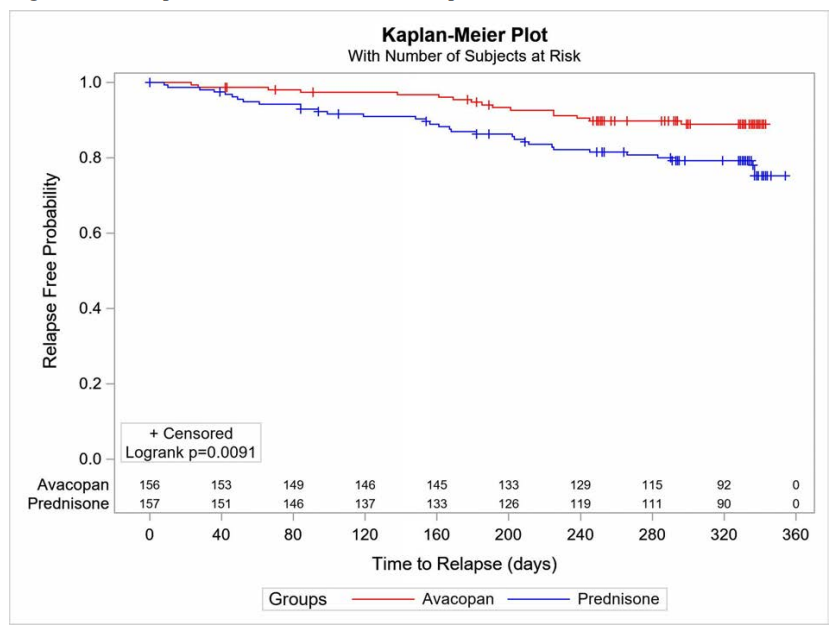 Kaplan-Meier Plot
With Number of Subjects at Risk
Relapse Free Probability
1.0
0.8
0.6
0.4
0.2
0.0
+ Censored
Logrank p=0.0091
Avacopan 156 153 149 146 145 133 129 115 92 0
Prednisone 157 151 146 137 133 126 119 111 90 0
0 40 80 120 160 200 240 280 320 360
Time to Relapse (days)
Groups Avacopan Prednisone